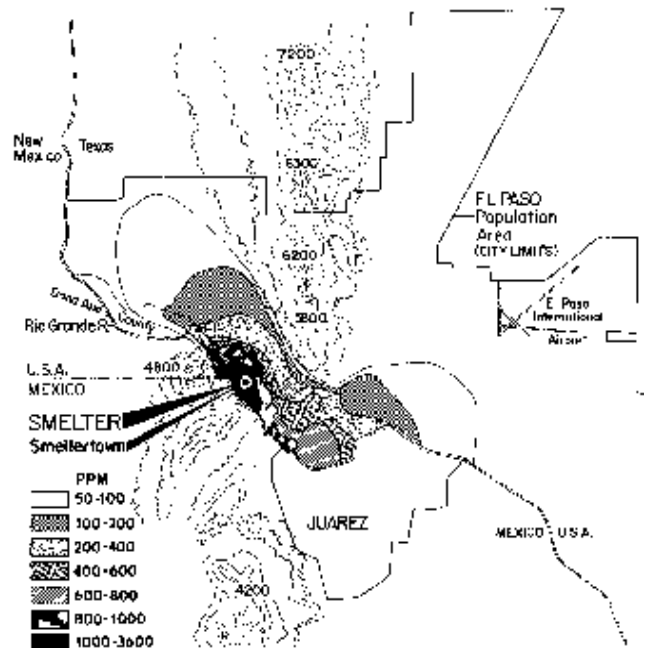 7200
New
Mexico
Texas
6300
EL PASO
Population
Area
(CITY LIMITS)
6200
5800
El Paso
International
Airport
Rio Grande R.
County
4800
U.S.A.
MEXICO
SMELTER
Smeltertown
PPM
50-100
100-200
200-400
400-600
600-800
800-1000
1000-3600
JUAREZ
MEXICO
U.S.A.
4200